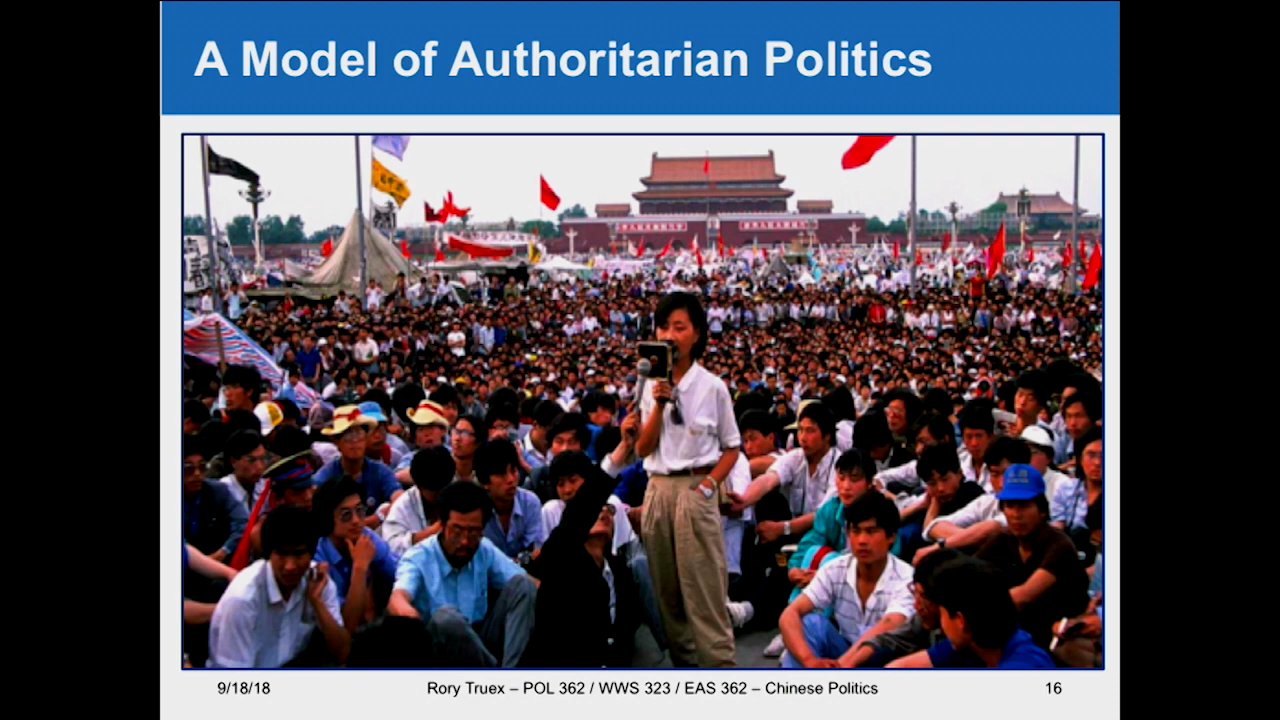 A Model of Authoritarian Politics
9/18/18
Rory Truex – POL 362 / WWS 323 / EAS 362 – Chinese Politics
16